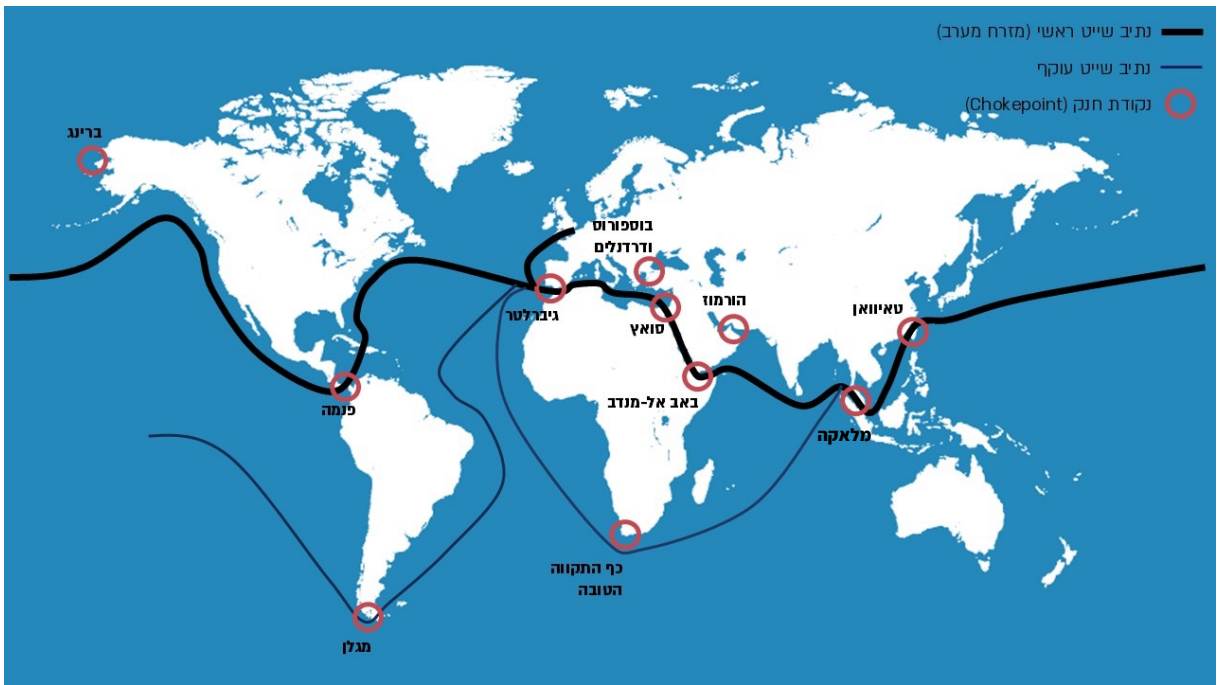 נתיב שייט ראשי (מזרח מערב)
נתיב שייט עוקף
נקודת חנק (Chokepoint)
ברינג
בוספורוס
ודרדנלים
גיברלטר
סואץ
הורמוז
טאיוואן
פנמה
באב אל-מנדב
מלאקה
כף התקווה
הטובה
מגלן